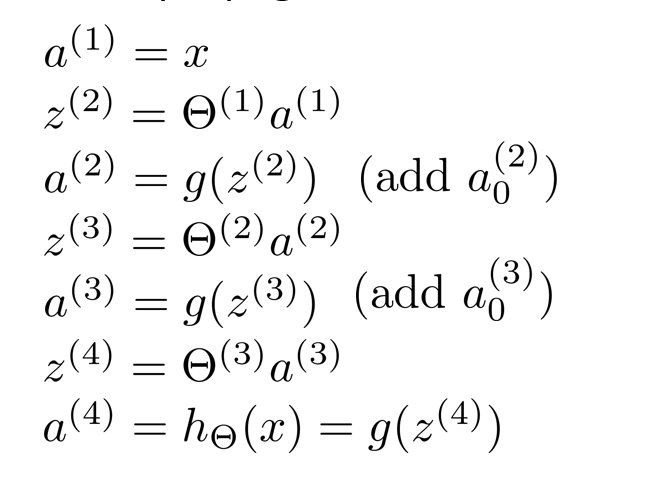 a^{(1)} = x
z^{(2)} = Θ^{(1)}a^{(1)}
a^{(2)} = g(z^{(2)}) (add a_0^{(2)})
z^{(3)} = Θ^{(2)}a^{(2)}
a^{(3)} = g(z^{(3)}) (add a_0^{(3)})
z^{(4)} = Θ^{(3)}a^{(3)}
a^{(4)} = h_Θ(x) = g(z^{(4)})